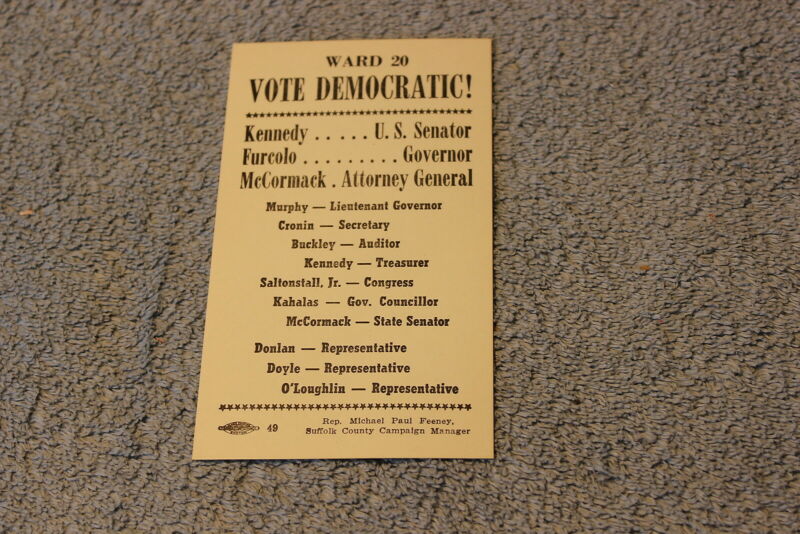 WARD 20
VOTE DEMOCRATIC!
Kennedy . . . . . U. S. Senator
Furcolo . . . . . . . . . Governor
McCormack . Attorney General
Murphy — Lieutenant Governor
Cronin — Secretary
Buckley — Auditor
Kennedy — Treasurer
Saltonstall, Jr. — Congress
Kahalas — Gov. Councillor
McCormack — State Senator
Donlan — Representative
Doyle — Representative
O'Loughlin — Representative
49
Rep. Michael Paul Feeney,
Suffolk County Campaign Manager